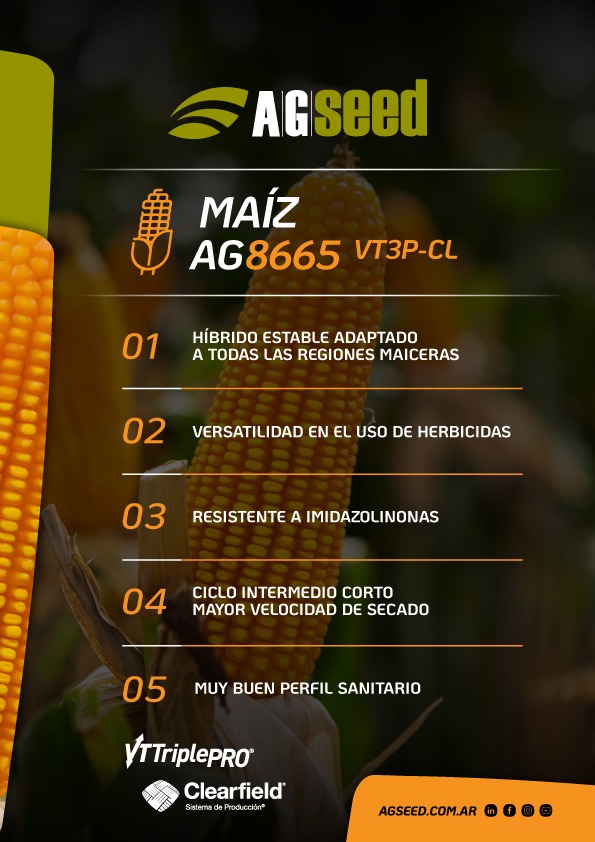 AGseed
MAÍZ
AG8665 VT3P-CL
01
HÍBRIDO ESTABLE ADAPTADO
A TODAS LAS REGIONES MAICERAS
02
VERSATILIDAD EN EL USO DE HERBICIDAS
03
RESISTENTE A IMIDAZOLINONAS
04
CICLO INTERMEDIO CORTO
MAYOR VELOCIDAD DE SECADO
05
MUY BUEN PERFIL SANITARIO
VTTriplePRO®
Clearfield®
Sistema de Producción®
AGSEED.COM.AR